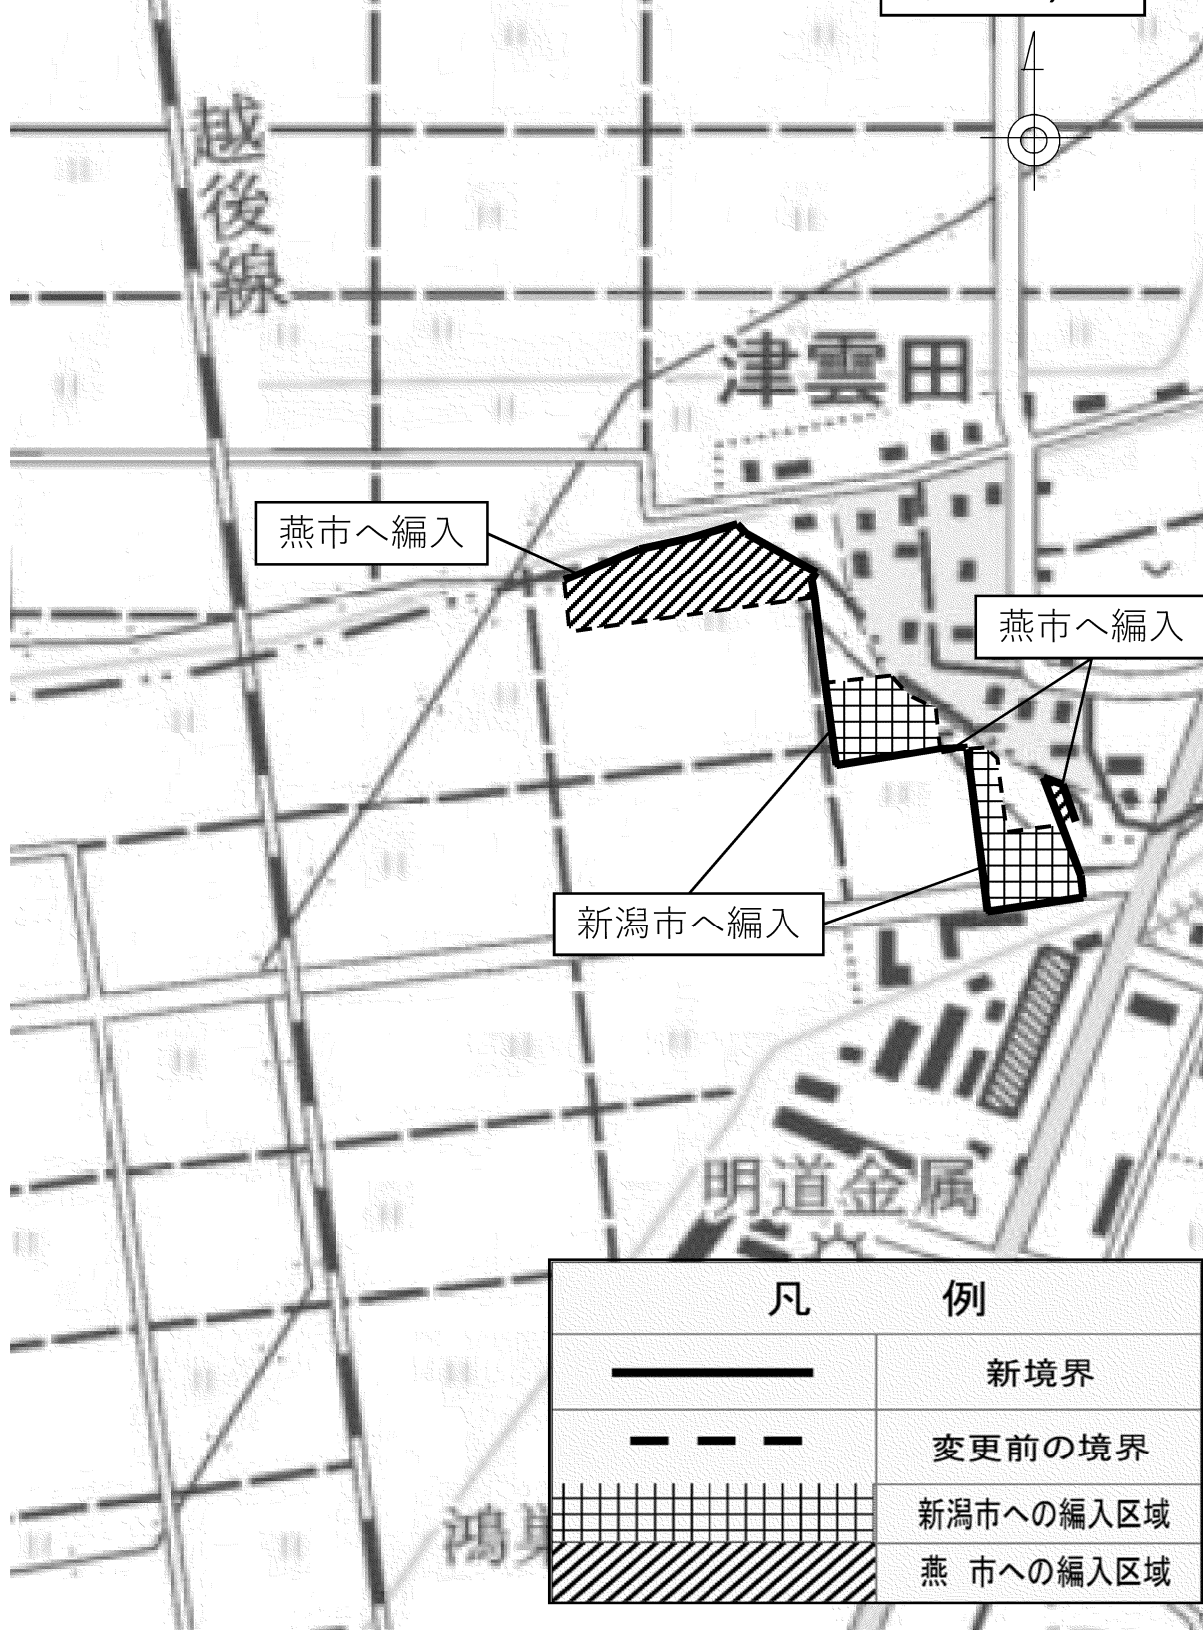 越後線
津雲田
燕市へ編入
燕市へ編入
新潟市へ編入
明道金属
凡 例
新境界
変更前の境界
新潟市への編入区域
燕 市への編入区域
鴻